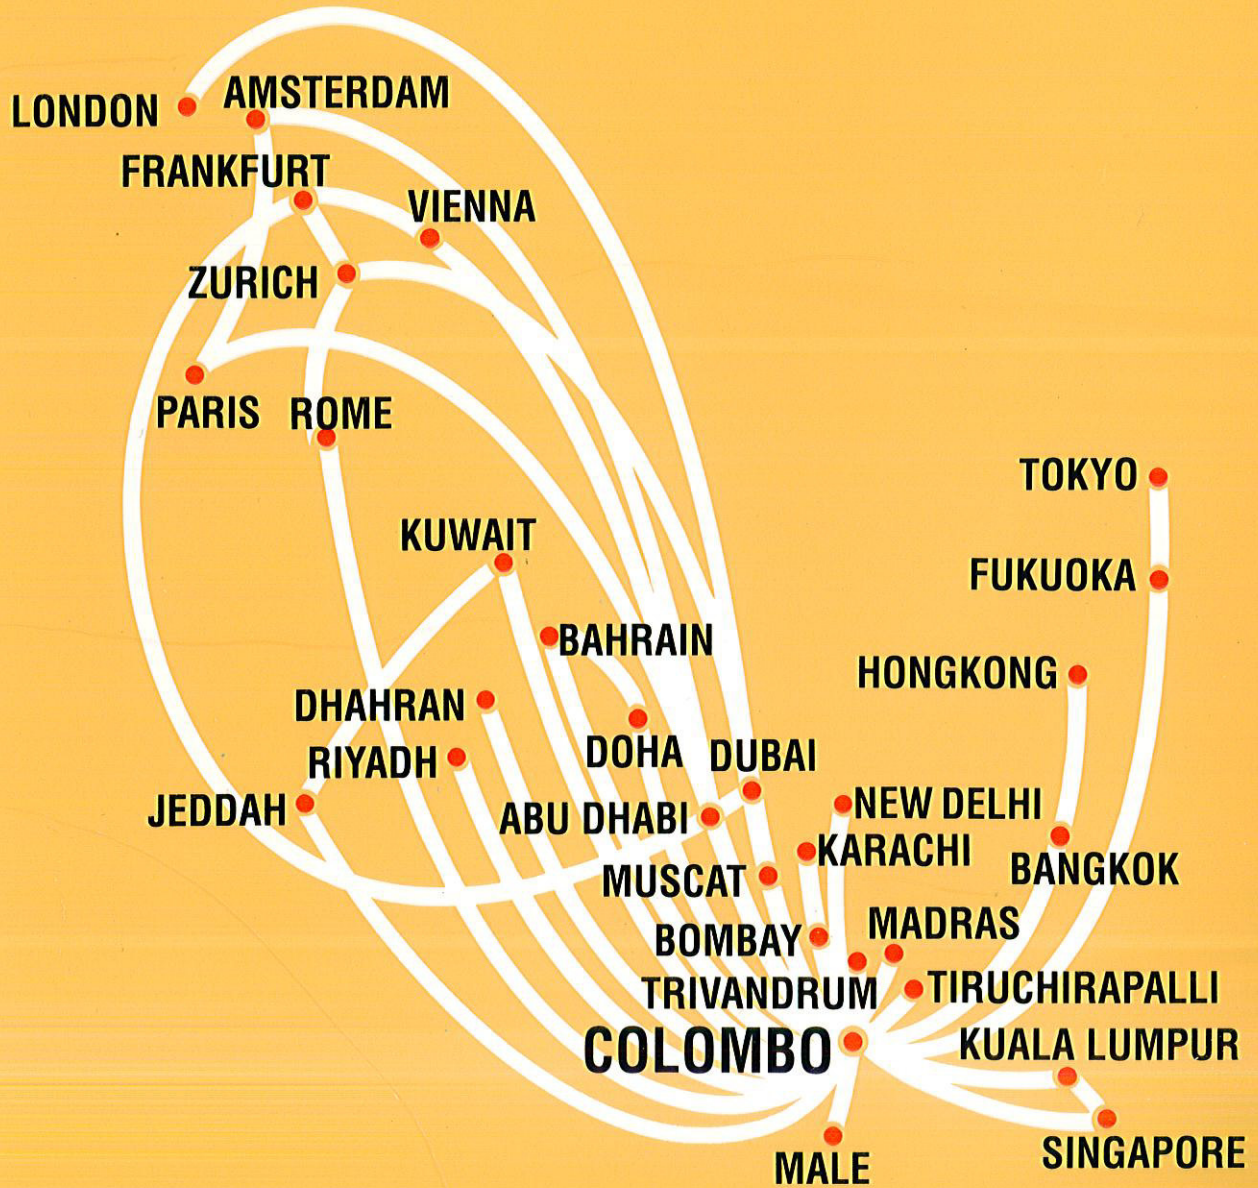 LONDON
AMSTERDAM
FRANKFURT
VIENNA
ZURICH
PARIS
ROME
TOKYO
KUWAIT
FUKUOKA
BAHRAIN
HONGKONG
DHAHRAN
RIYADH
DOHA
DUBAI
JEDDAH
ABU DHABI
NEW DELHI
KARACHI
BANGKOK
MUSCAT
MADRAS
BOMBAY
TRIVANDRUM
TIRUCHIRAPALLI
COLOMBO
KUALA LUMPUR
SINGAPORE
MALE